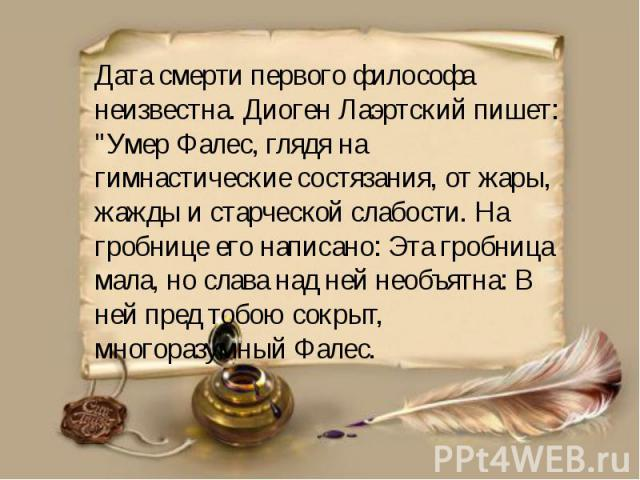 Дата смерти первого философа
неизвестна. Диоген Лаэртский пишет:
"Умер Фалес, глядя на
гимнастические состязания, от жары,
жажды и старческой слабости. На
гробнице его написано: Эта гробница
мала, но слава над ней необъятна: В
ней пред тобою сокрыт,
многоразумный Фалес.
PPt4WEB.ru